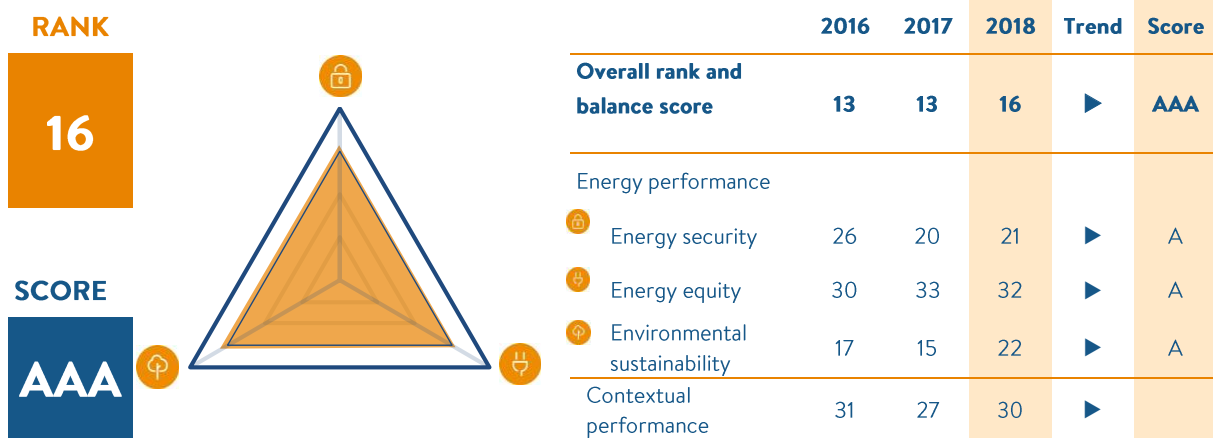 RANK
16
SCORE
AAA
2016 2017 2018 Trend Score
Overall rank and
balance score 13 13 16 ▶ AAA
Energy performance
Energy security 26 20 21 ▶ A
Energy equity 30 33 32 ▶ A
Environmental
sustainability 17 15 22 ▶ A
Contextual
performance 31 27 30 ▶